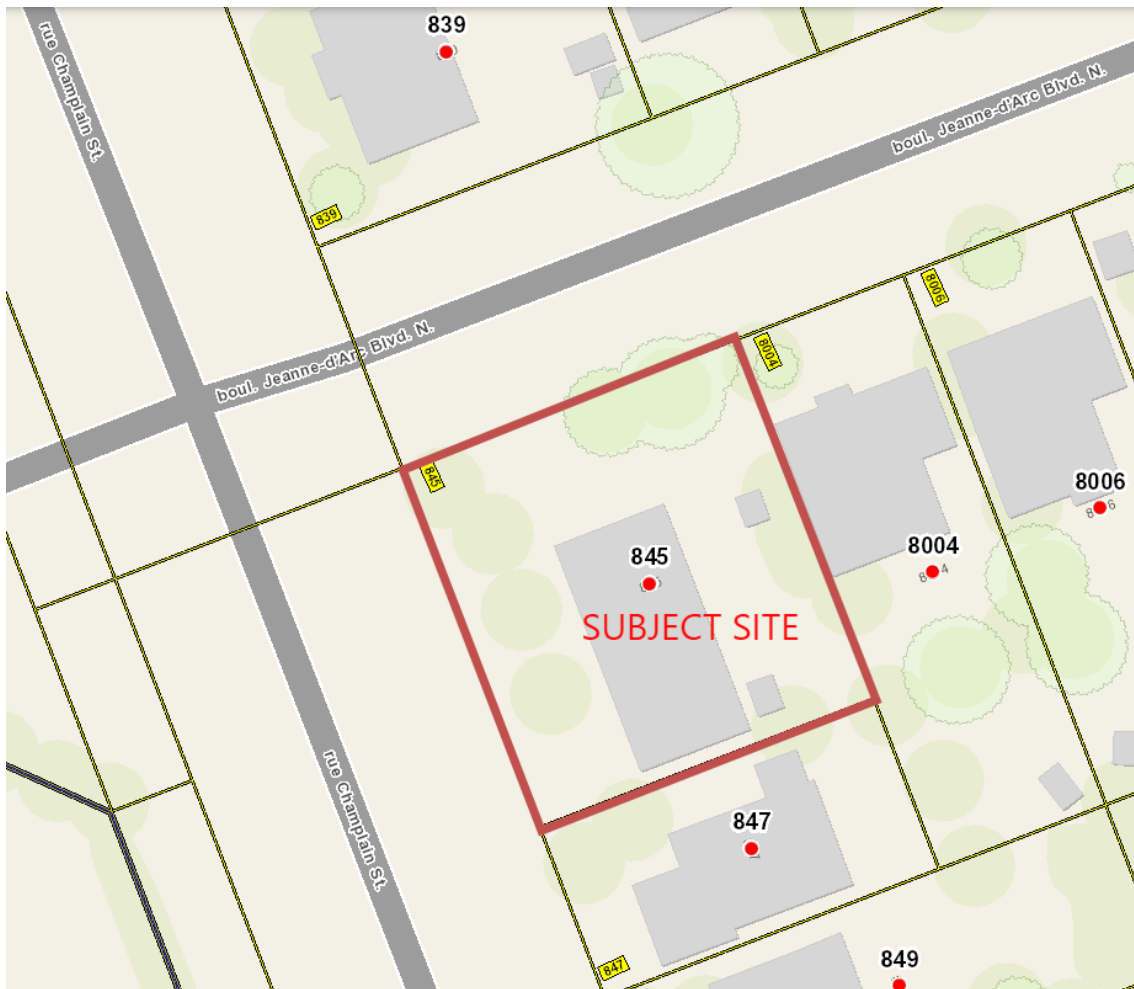 839
rue Champlain St.
boul. Jeanne-d'Arc Blvd. N.
839
8006
boul. Jeanne-d'Arc Blvd. N.
8004
845
8006
8004
845
SUBJECT SITE
rue Champlain St.
847
847
849